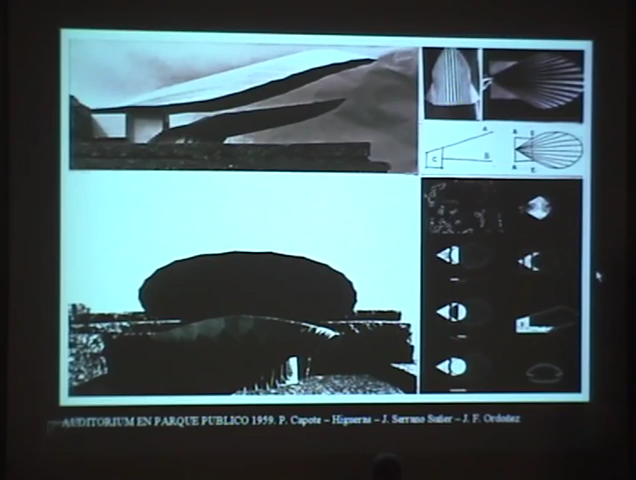 A
B
C
A E
A E
AUDITORIUM EN PARQUE PUBLICO 1959. P. Capote – Higueras – J. Serrano Suñer – J. F. Ordoñez